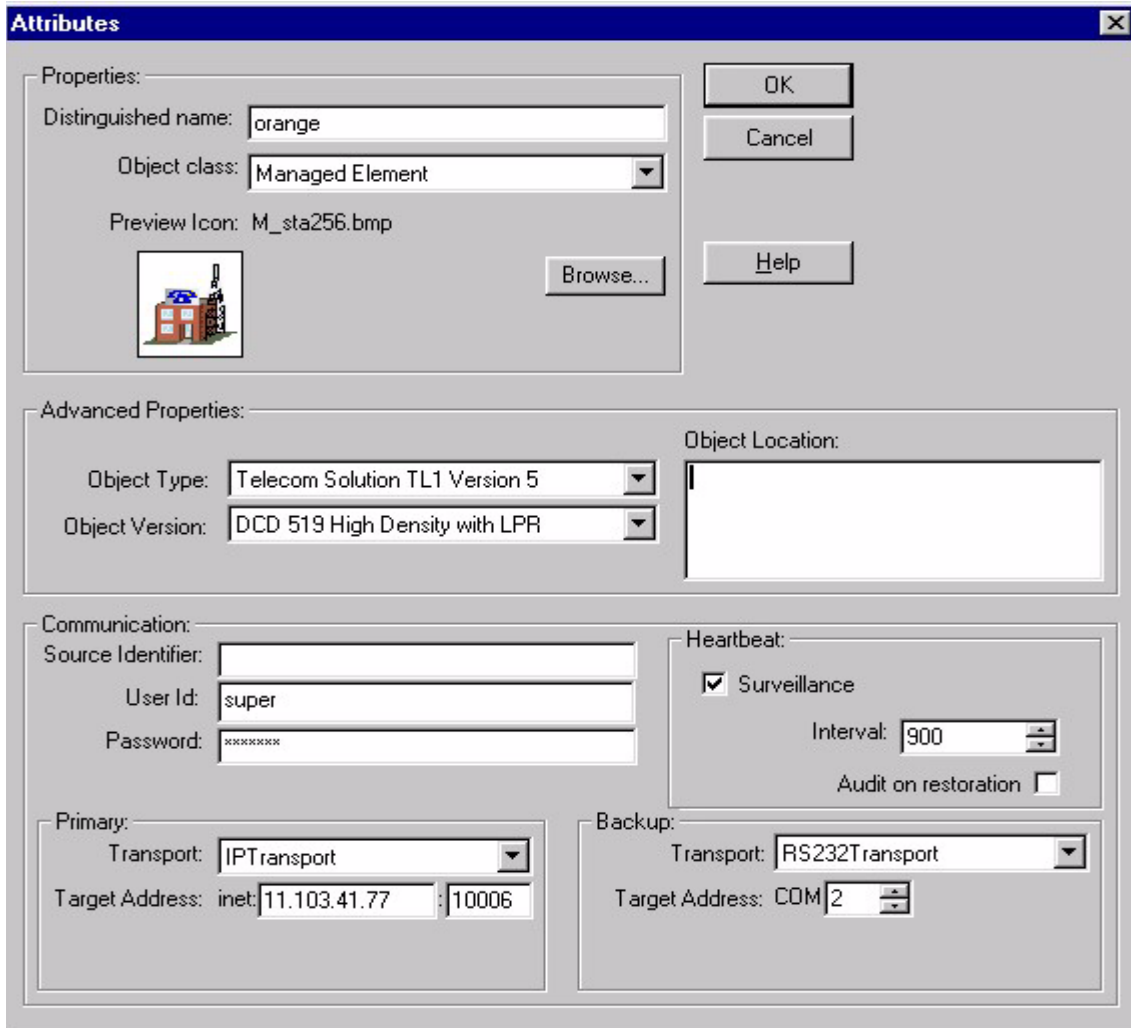 Attributes
Properties:
Distinguished name: orange
Object class: Managed Element
Preview Icon: M_sta256.bmp
Browse...
OK
Cancel
Help
Advanced Properties:
Object Type: Telecom Solution TL1 Version 5
Object Version: DCD 519 High Density with LPR
Object Location:
Communication:
Source Identifier:
User Id: super
Password: *******
Heartbeat:
Surveillance
Interval: 900
Audit on restoration
Primary:
Transport: IPTransport
Target Address: inet: 11.103.41.77 : 10006
Backup:
Transport: RS232Transport
Target Address: COM 2